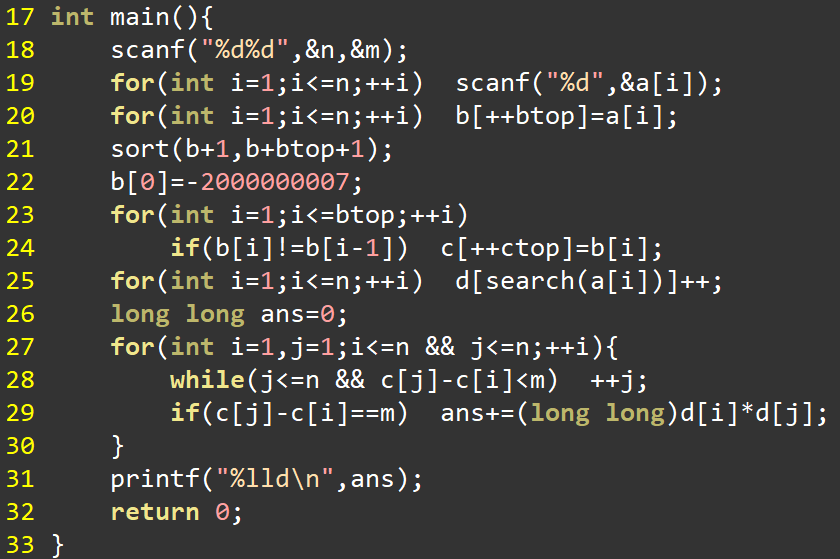 17 int main(){
18     scanf("%d%d",&n,&m);
19     for(int i=1;i<=n;++i)  scanf("%d",&a[i]);
20     for(int i=1;i<=n;++i)  b[++btop]=a[i];
21     sort(b+1,b+btop+1);
22     b[0]=-2000000007;
23     for(int i=1;i<=btop;++i)
24         if(b[i]!=b[i-1])  c[++ctop]=b[i];
25     for(int i=1;i<=n;++i)  d[search(a[i])]++;
26     long long ans=0;
27     for(int i=1,j=1;i<=n && j<=n;++i){
28         while(j<=n && c[j]-c[i]<m)  ++j;
29         if(c[j]-c[i]==m)  ans+=(long long)d[i]*d[j];
30     }
31     printf("%lld\n",ans);
32     return 0;
33 }